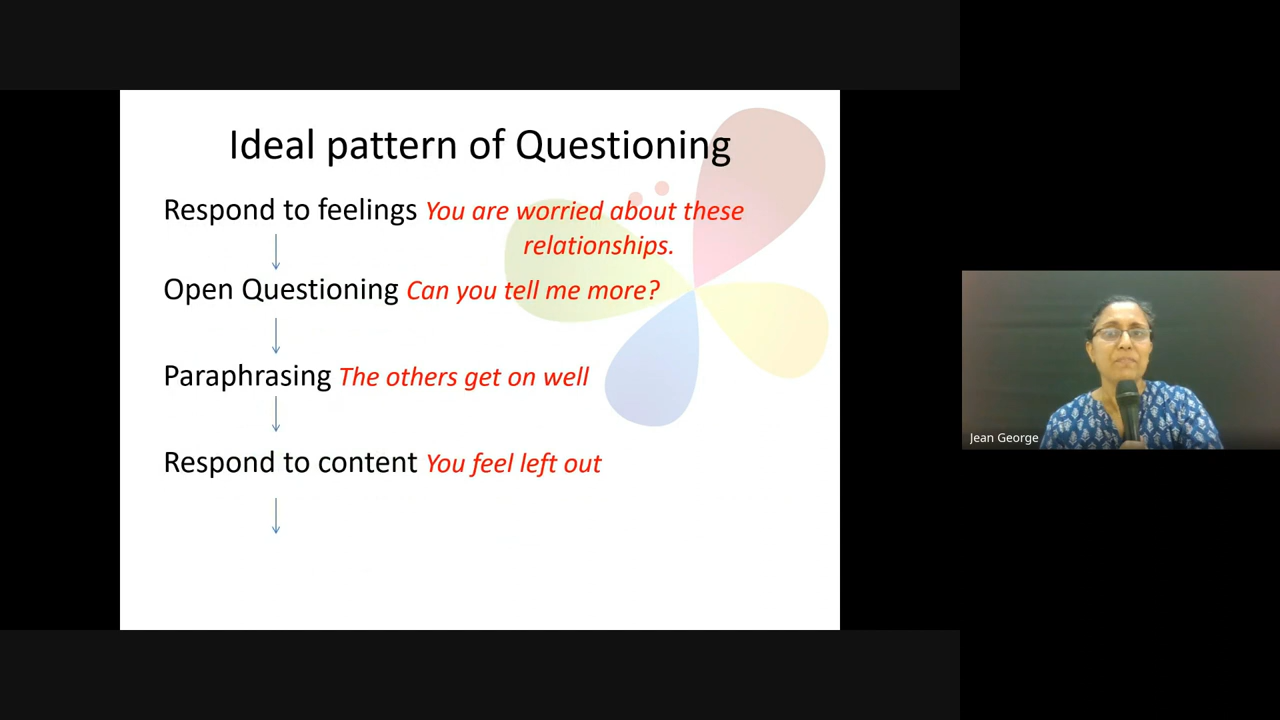 Ideal pattern of Questioning
Respond to feelings You are worried about these
relationships.
Open Questioning Can you tell me more?
Paraphrasing The others get on well
Respond to content You feel left out
Jean George